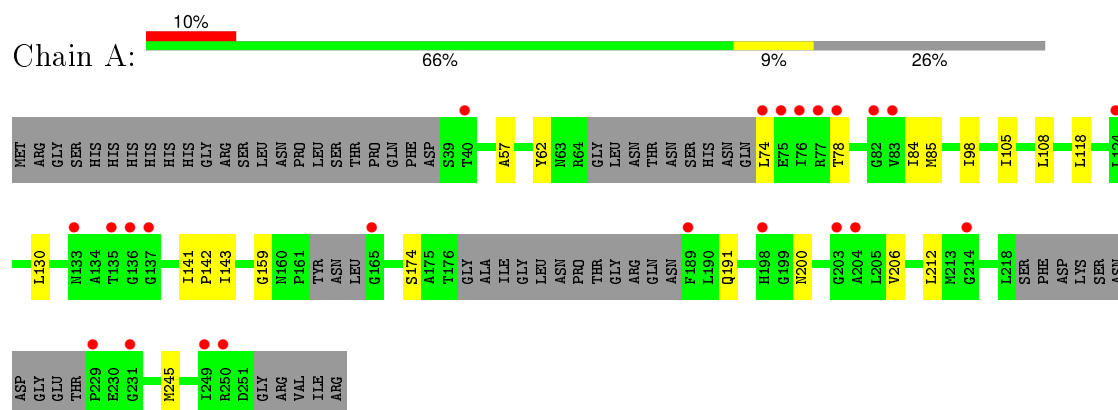 10%
Chain A:
66% 9% 26%
MET ARG GLY SER HIS HIS HIS HIS HIS HIS GLY ARG SER LEU ASN PRO LEU SER THR PRO GLN PHE ASP S39 T40 A57 Y62 N63 R64 GLY LEU ASN THR ASN SER HIS ASN GLN L74 E75 I76 R77 T78 G82 V83 I84 M85 I98 I105 L108 L118 L124
L130 N133 A134 T135 G136 G137 I141 P142 I143 G159 N160 P161 TYR ASN LEU G165 S174 A175 T176 GLY ALA ILE GLY LEU ASN PRO THR GLY ARG GLN ASN F189 L190 Q191 H198 G199 N200 G203 A204 L205 V206 L212 M213 G214 L218 SER PHE ASP LYS SER ASN
ASP GLY GLU THR P229 E230 G231 M245 I249 R250 D251 GLY ARG VAL ILE ARG